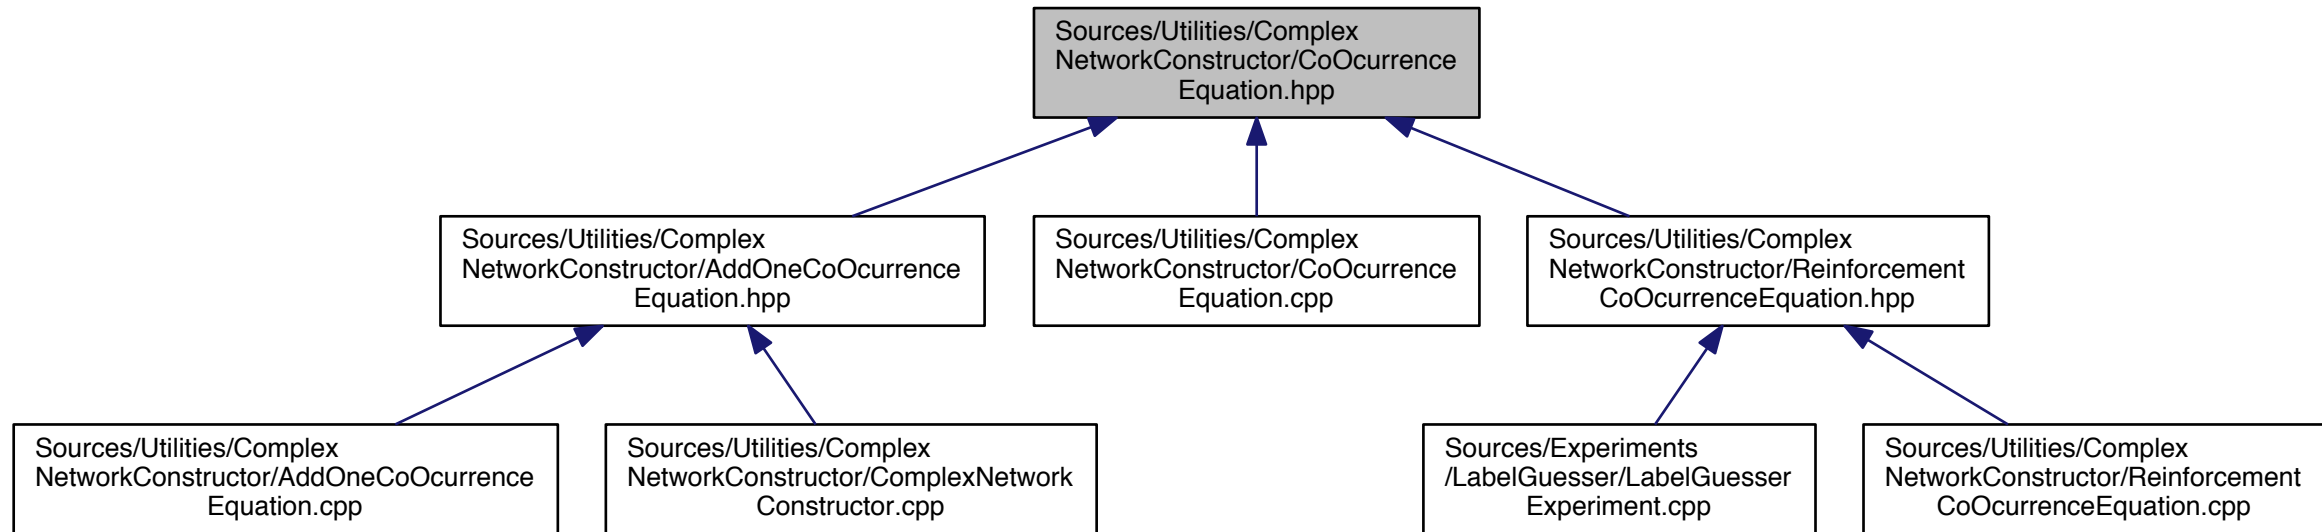 Sources/Utilities/Complex
NetworkConstructor/CoOcurrence
Equation.hpp
Sources/Utilities/Complex
NetworkConstructor/AddOneCoOcurrence
Equation.hpp
Sources/Utilities/Complex
NetworkConstructor/CoOcurrence
Equation.cpp
Sources/Utilities/Complex
NetworkConstructor/Reinforcement
CoOcurrenceEquation.hpp
Sources/Utilities/Complex
NetworkConstructor/AddOneCoOcurrence
Equation.cpp
Sources/Utilities/Complex
NetworkConstructor/ComplexNetwork
Constructor.cpp
Sources/Experiments
/LabelGuesser/LabelGuesser
Experiment.cpp
Sources/Utilities/Complex
NetworkConstructor/Reinforcement
CoOcurrenceEquation.cpp